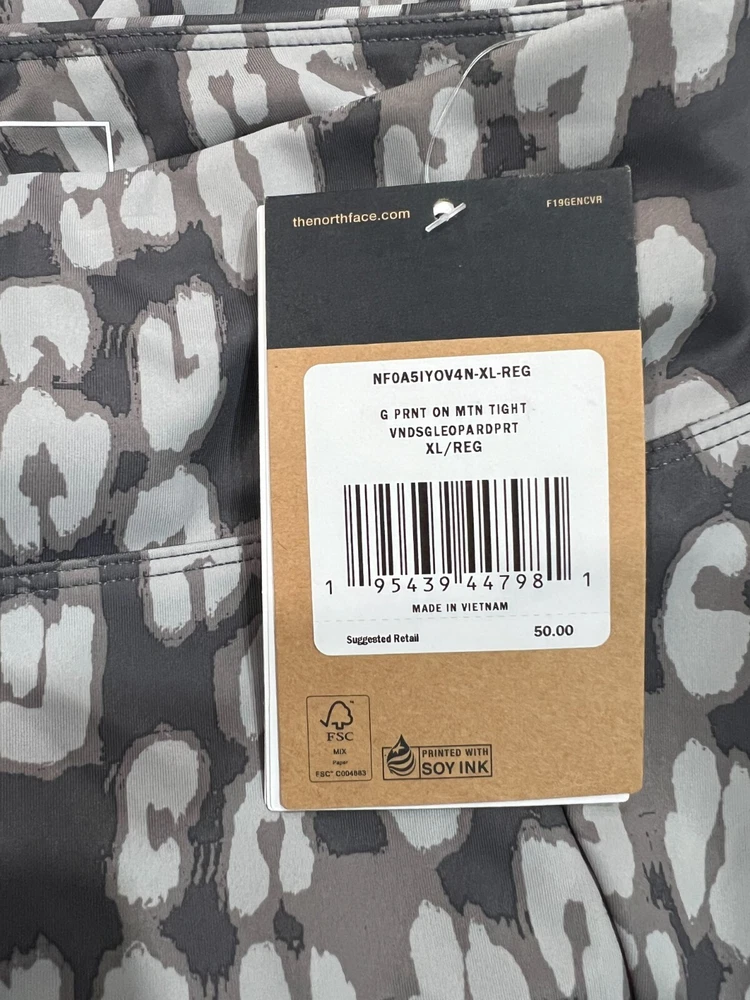 thenorthface.com
F19GENCVR
NF0A5IYOV4N-XL-REG
G PRNT ON MTN TIGHT
VNDSGLEOPARDPRT
XL/REG
1 95439 44798 1
MADE IN VIETNAM
Suggested Retail 50.00
FSC
MIX
Paper
FSC® C004883
PRINTED WITH
SOY INK